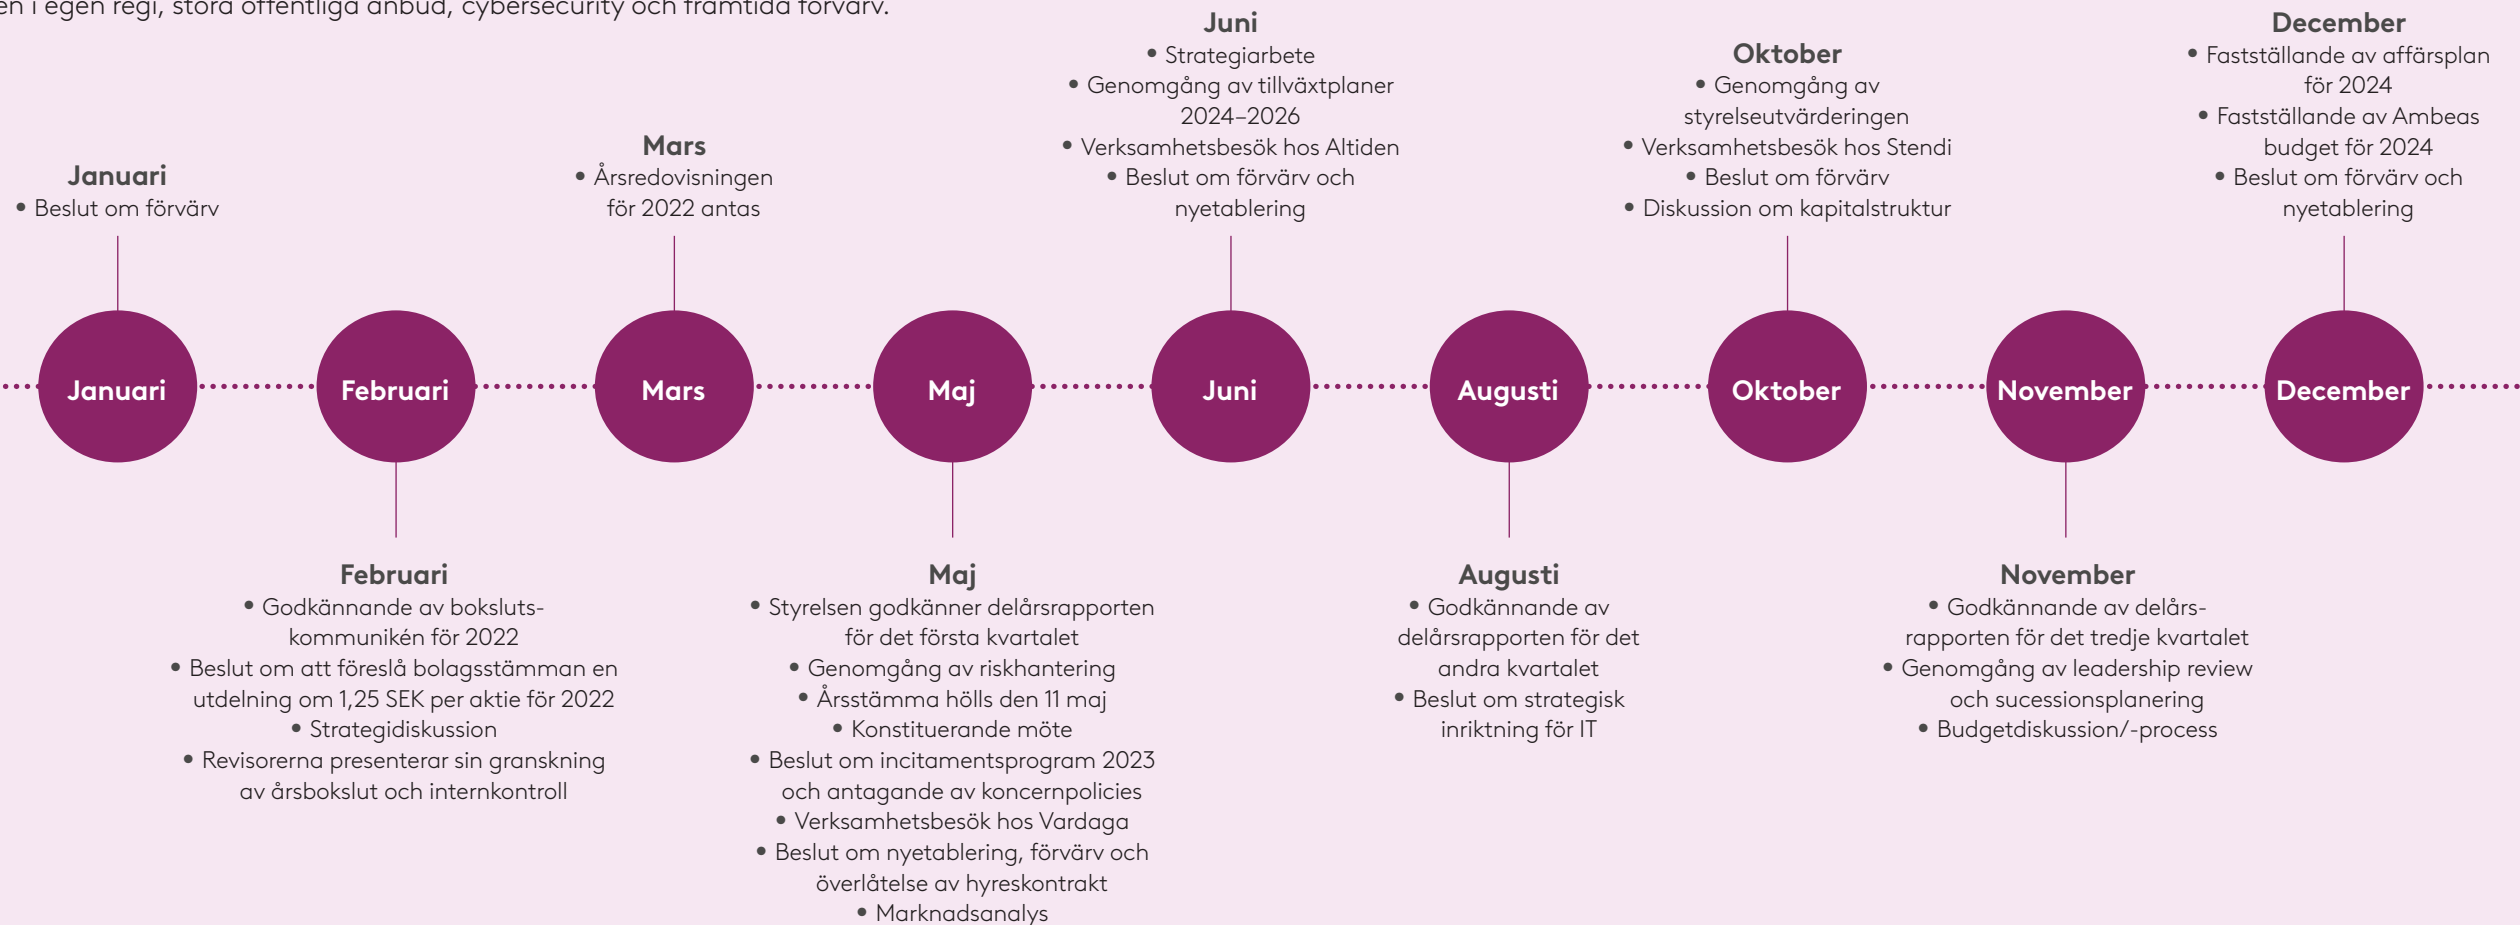 en i egen regi, stora offentliga anbud, cybersecurity och framtida förvärv.
Januari
• Beslut om förvärv
Mars
• Årsredovisningen
för 2022 antas
Juni
• Strategiarbete
• Genomgång av tillväxtplaner
2024–2026
• Verksamhetsbesök hos Altiden
• Beslut om förvärv och
nyetablering
Oktober
• Genomgång av
styrelseutvärderingen
• Verksamhetsbesök hos Stendi
• Beslut om förvärv
• Diskussion om kapitalstruktur
December
• Fastställande av affärsplan
för 2024
• Fastställande av Ambeas
budget för 2024
• Beslut om förvärv och
nyetablering
Januari
Februari
Mars
Maj
Juni
Augusti
Oktober
November
December
Februari
• Godkännande av boksluts-
kommunikén för 2022
• Beslut om att föreslå bolagsstämman en
utdelning om 1,25 SEK per aktie för 2022
• Strategidiskussion
• Revisorerna presenterar sin granskning
av årsbokslut och internkontroll
Maj
• Styrelsen godkänner delårsrapporten
för det första kvartalet
• Genomgång av riskhantering
• Årsstämma hölls den 11 maj
• Konstituerande möte
• Beslut om incitamentsprogram 2023
och antagande av koncernpolicies
• Verksamhetsbesök hos Vardaga
• Beslut om nyetablering, förvärv och
överlåtelse av hyreskontrakt
• Marknadsanalys
Augusti
• Godkännande av
delårsrapporten för det
andra kvartalet
• Beslut om strategisk
inriktning för IT
November
• Godkännande av delårs-
rapporten för det tredje kvartalet
• Genomgång av leadership review
och sucessionsplanering
• Budgetdiskussion/-process